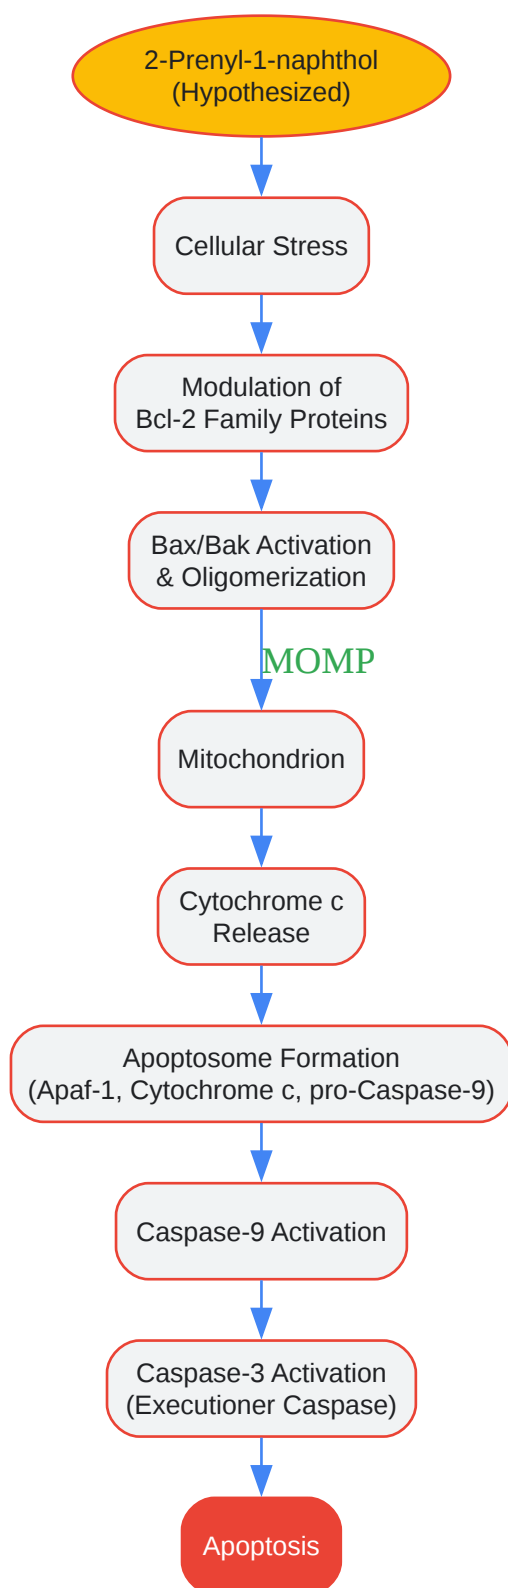 2-Prenyl-1-naphthol
(Hypothesized)
Cellular Stress
Modulation of
Bcl-2 Family Proteins
Bax/Bak Activation
& Oligomerization
MOMP
Mitochondrion
Cytochrome c
Release
Apoptosome Formation
(Apaf-1, Cytochrome c, pro-Caspase-9)
Caspase-9 Activation
Caspase-3 Activation
(Executioner Caspase)
Apoptosis